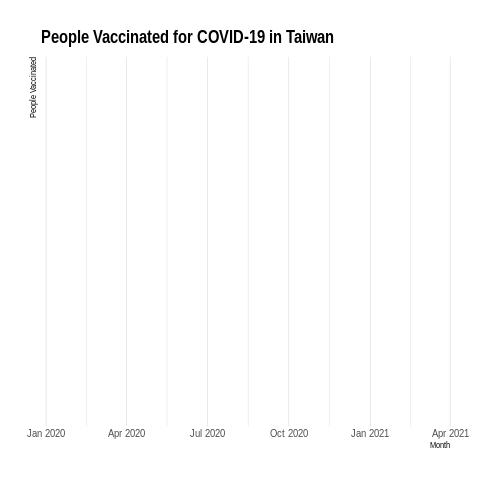 People Vaccinated for COVID-19 in Taiwan
People Vaccinated
Jan 2020 Apr 2020 Jul 2020 Oct 2020 Jan 2021 Apr 2021
Month